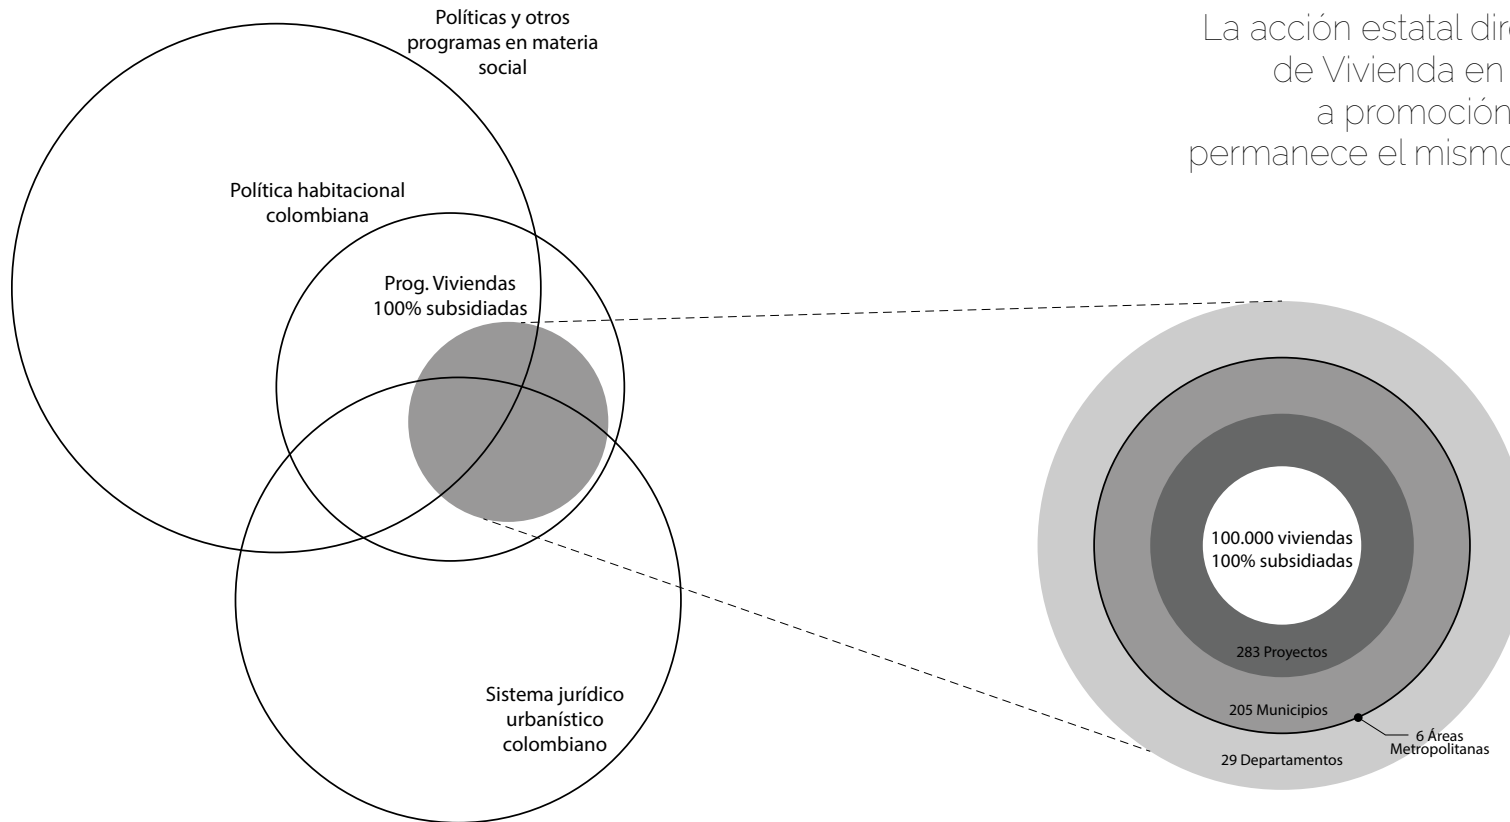 Políticas y otros
programas en materia
social
La acción estatal
de Vivienda en
a promoción
permanece el mismo
Política habitacional
colombiana
Prog. Viviendas
100% subsidiadas
100.000 viviendas
100% subsidiadas
283 Proyectos
205 Municipios
6 Áreas
Metropolitanas
29 Departamentos
Sistema jurídico
urbanístico
colombiano